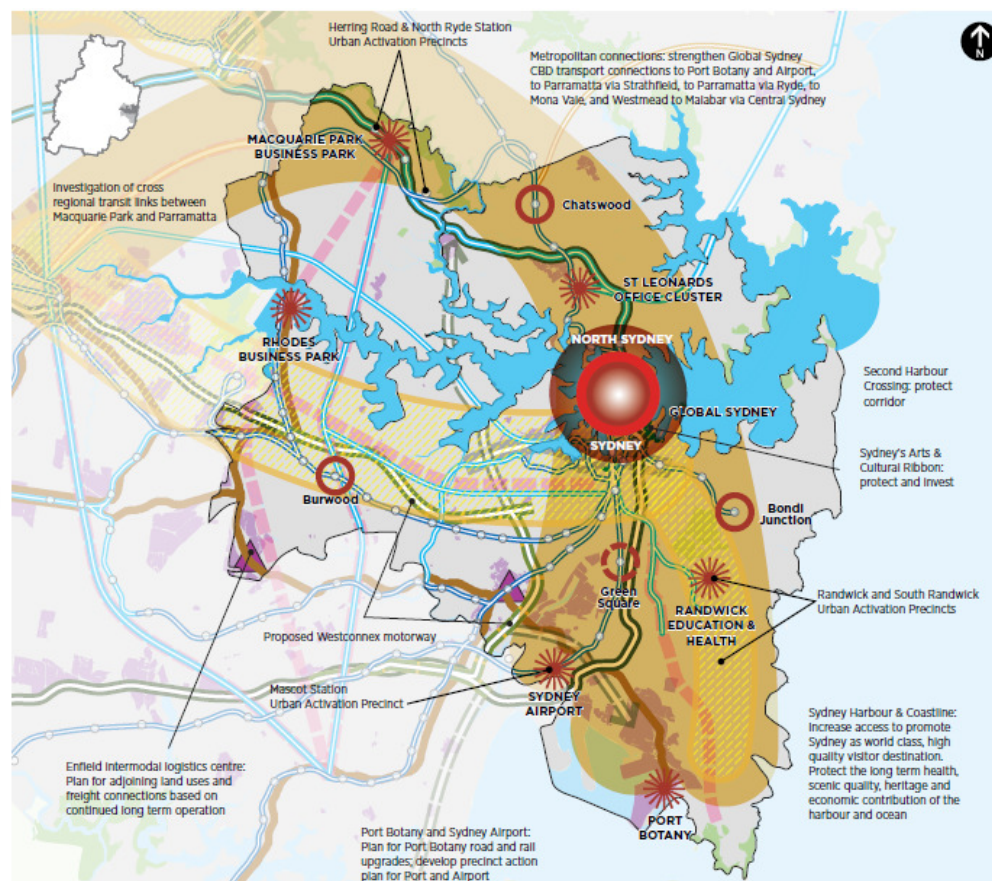 Herring Road & North Ryde Station
Urban Activation Precincts
N
Metropolitan connections: strengthen Global Sydney
CBD transport connections to Port Botany and Airport,
to Parramatta via Strathfield, to Parramatta via Ryde, to
Mona Vale, and Westmead to Malabar via Central Sydney
MACQUARIE PARK
BUSINESS PARK
Investigation of cross
regional transit links between
Macquarie Park and Parramatta
Chatswood
ST LEONARDS
OFFICE CLUSTER
RHODES
BUSINESS PARK
NORTH SYDNEY
GLOBAL SYDNEY
SYDNEY
Second Harbour
Crossing: protect
corridor
Sydney's Arts &
Cultural Ribbon:
protect and invest
Burwood
Bondi
Junction
Green
Square
RANDWICK
EDUCATION &
HEALTH
Randwick and South Randwick
Urban Activation Precincts
Proposed Westconnex motorway
Mascot Station
Urban Activation Precinct
SYDNEY
AIRPORT
Enfield Intermodal logistics centre:
Plan for adjoining land uses and
freight connections based on
continued long term operation
Sydney Harbour & Coastline:
Increase access to promote
Sydney as world class, high
quality visitor destination.
Protect the long term health,
scenic quality, heritage and
economic contribution of the
harbour and ocean
PORT
BOTANY
Port Botany and Sydney Airport:
Plan for Port Botany road and rail
upgrades; develop precinct action
plan for Port and Airport